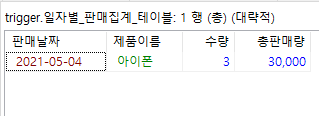 trigger.일자별_판매집계_테이블: 1 행 (총) (대략적)
판매날짜 제품이름 수량 총판매량
2021-05-04 아이폰 3 30,000